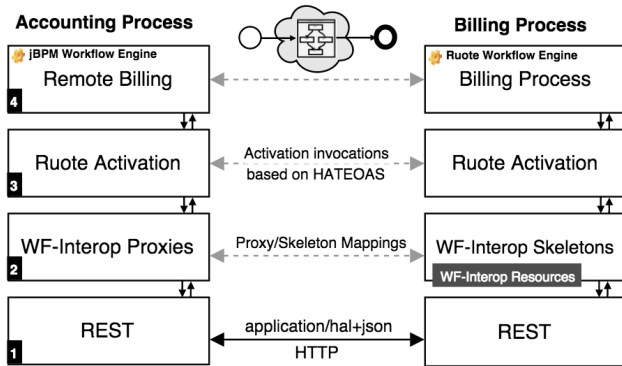 Accounting Process
Billing Process
jBPM Workflow Engine
Remote Billing
4
Ruote Workflow Engine
Billing Process
Ruote Activation
3
Activation invocations
based on HATEOAS
Ruote Activation
WF-Interop Proxies
2
Proxy/Skeleton Mappings
WF-Interop Skeletons
WF-Interop Resources
REST
1
application/hal+json
HTTP
REST